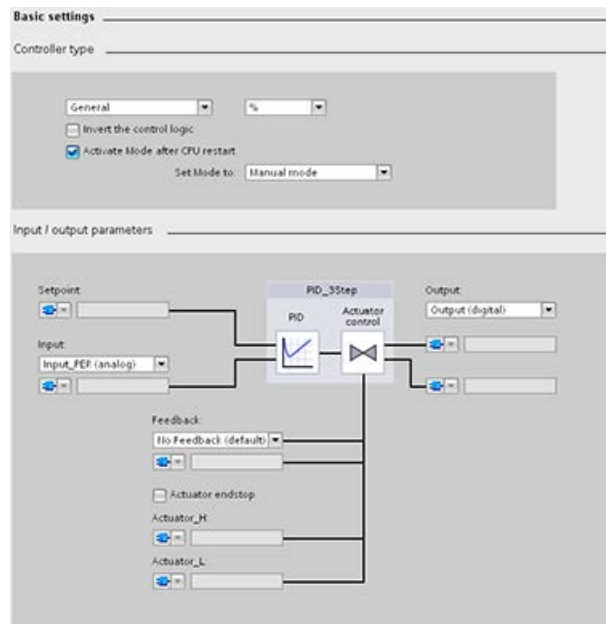 Basic settings
Controller type
General
%
Invert the control logic
Activate Mode after CPU restart
Set Mode to: Manual mode
Input / output parameters
Setpoint:
PID_3Step
Output:
PID
Actuator control
Output (digital)
Input:
Input_PER (analog)
Feedback:
No Feedback (default)
Actuator endstop
Actuator_H:
Actuator_L: